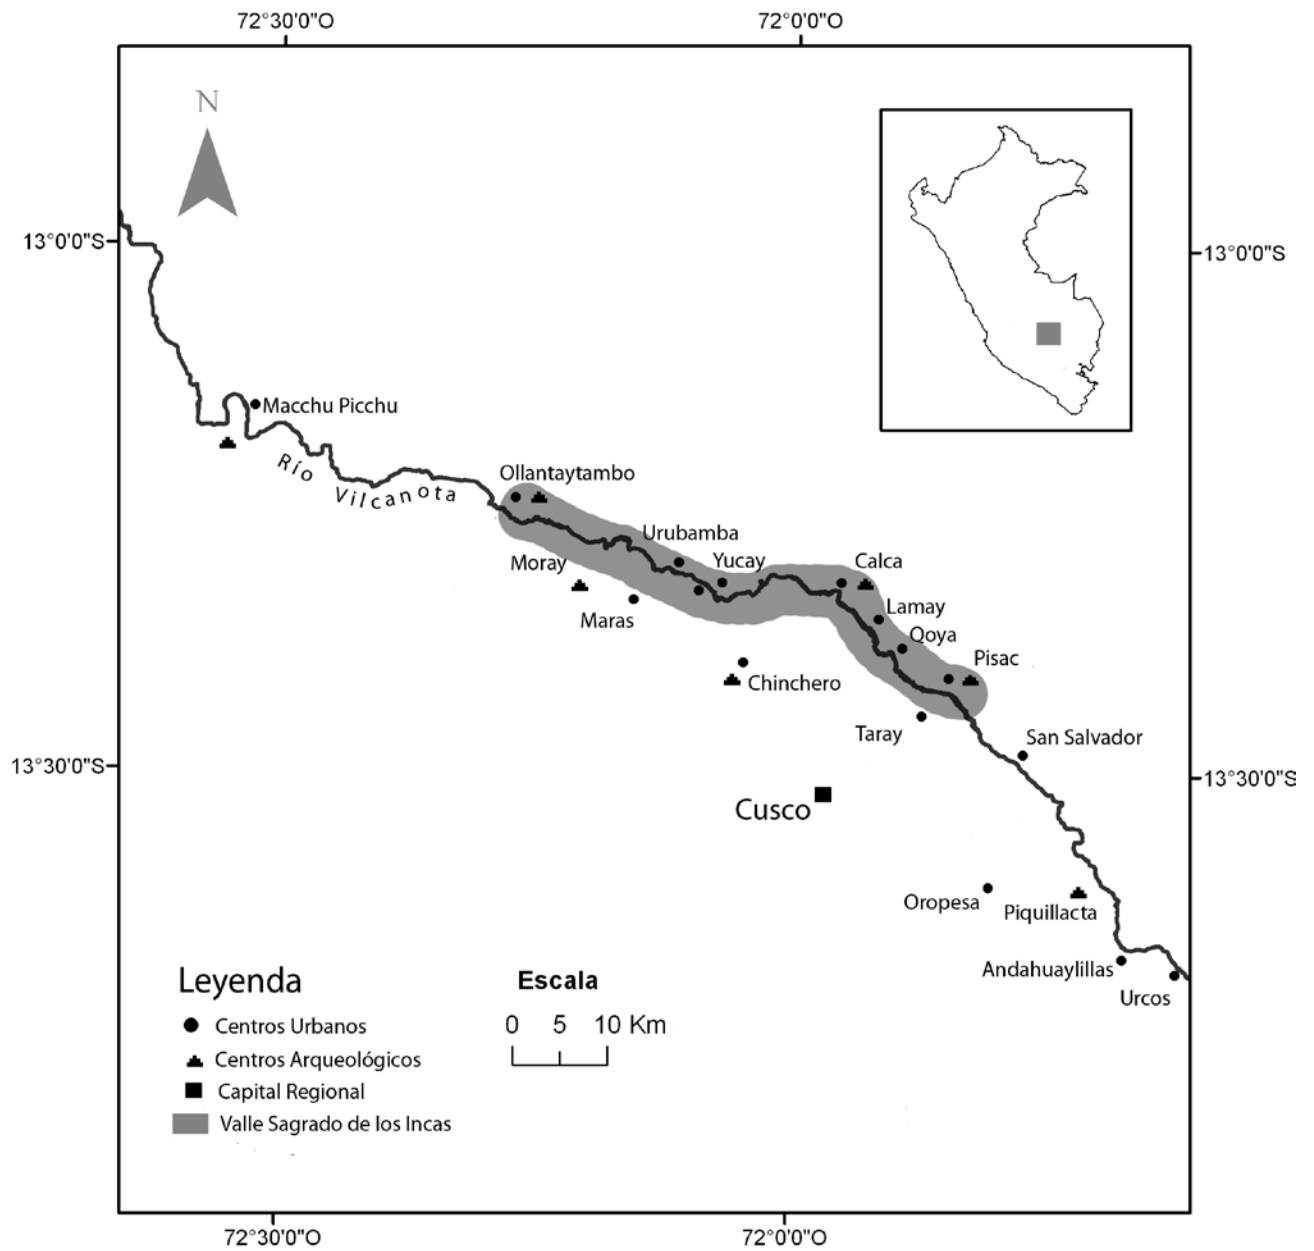 72°30'0"O
72°0'0"O
N
13°0'0"S
13°0'0"S
Macchu Picchu
Río
Vilcanota
Ollantaytambo
Urubamba
Moray
Yucay
Calca
Maras
Lamay
Qoya
Pisac
Chinchero
Taray
San Salvador
13°30'0"S
13°30'0"S
Cusco
Oropesa
Piquillacta
Andahuaylillas
Urcos
Leyenda
Centros Urbanos
Centros Arqueológicos
Capital Regional
Valle Sagrado de los Incas
Escala
0 5 10 Km
72°30'0"O
72°0'0"O